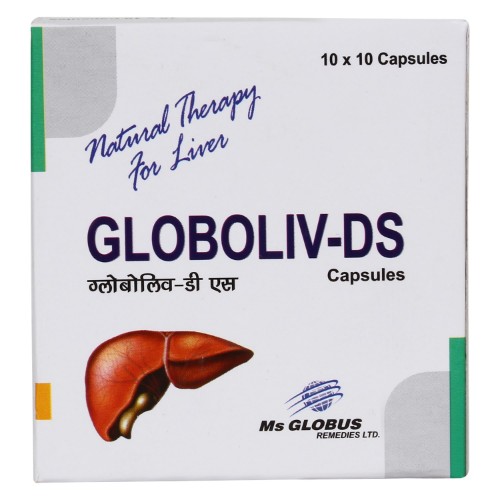 10 x 10 Capsules
Natural Therapy
For Liver
GLOBOLIV-DS
Capsules
ग्लोबोलिव-डी एस
Ms GLOBUS
REMEDIES LTD.